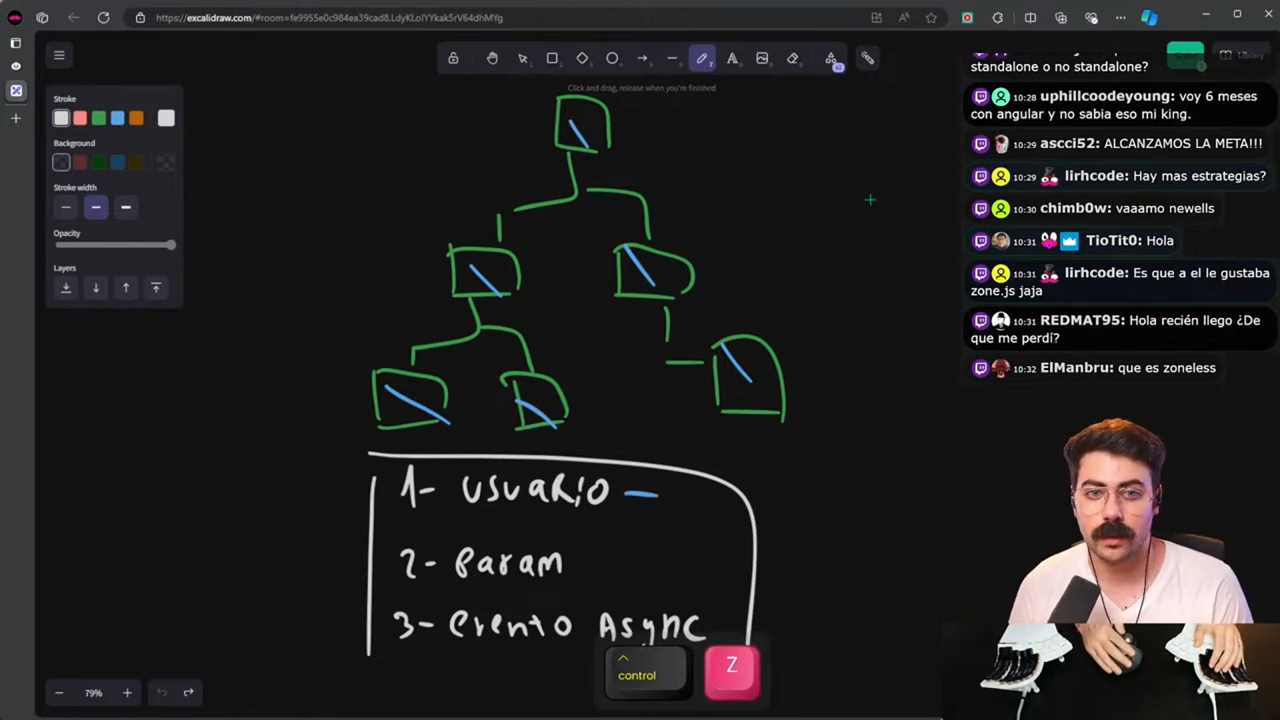 https://excalidraw.com/#room=fe9955e0c984ea39cad8,LdyKLolYYkak5rV64dhMYg
Click and drag, release when you're finished
Library
Stroke
Background
Stroke width
Opacity
Layers
79%
1- USUARIO
2- Param
3- Evento Async
control
Z
standalone o no standalone?
10:28 uphillcoodeyoung: voy 6 meses
con angular y no sabia eso mi king.
10:29 ascci52: ALCANZAMOS LA META!!!
10:29 lirhcode: Hay mas estrategias?
10:30 chimb0w: vaaamo newells
10:31 TioTit0: Hola
10:31 lirhcode: Es que a el le gustaba
zone.js jaja
10:31 REDMAT95: Hola recién llego ¿De
que me perdí?
10:32 ElManbru: que es zoneless